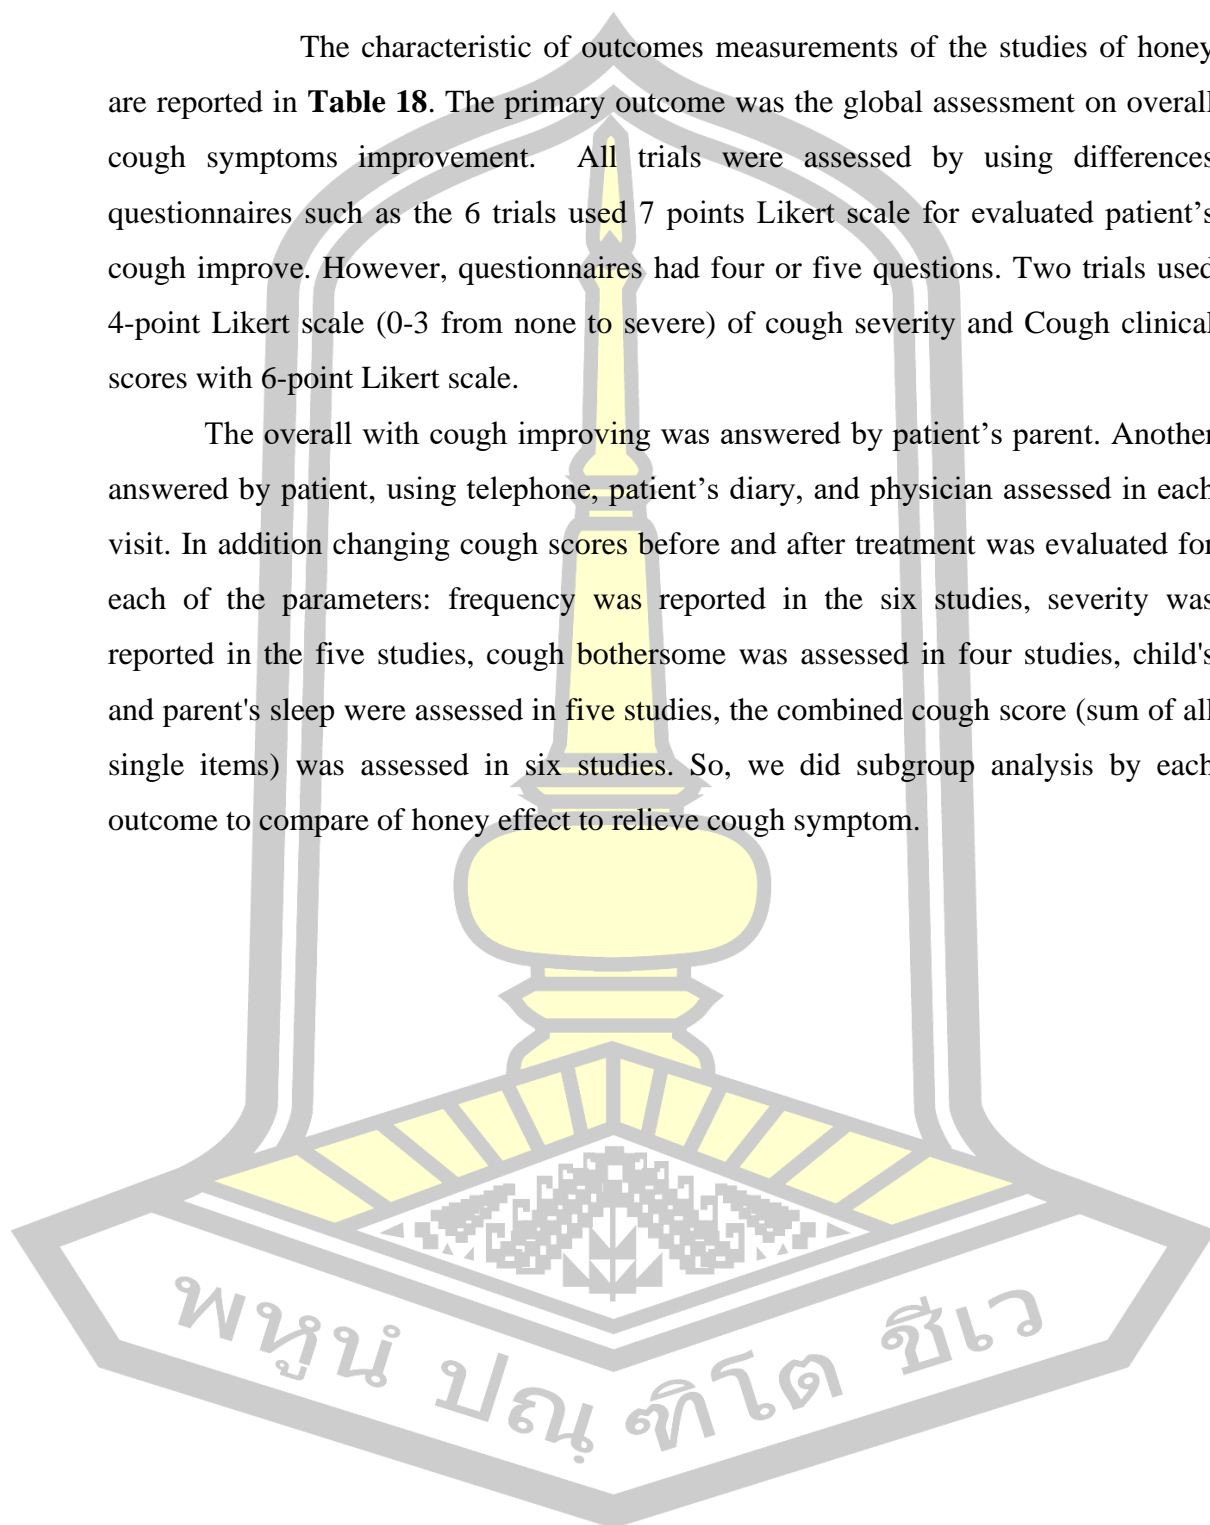 The characteristic of outcomes measurements of the studies of honey
are reported in Table 18. The primary outcome was the global assessment on overall
cough symptoms improvement. All trials were assessed by using differences
questionnaires such as the 6 trials used 7 points Likert scale for evaluated patient’s
cough improve. However, questionnaires had four or five questions. Two trials used
4-point Likert scale (0-3 from none to severe) of cough severity and Cough clinical
scores with 6-point Likert scale.
The overall with cough improving was answered by patient’s parent. Another
answered by patient, using telephone, patient’s diary, and physician assessed in each
visit. In addition changing cough scores before and after treatment was evaluated for
each of the parameters: frequency was reported in the six studies, severity was
reported in the five studies, cough bothersome was assessed in four studies, child's
and parent's sleep were assessed in five studies, the combined cough score (sum of all
single items) was assessed in six studies. So, we did subgroup analysis by each
outcome to compare of honey effect to relieve cough symptom.
พหูนํ ปณฺฑิโต ชีเว